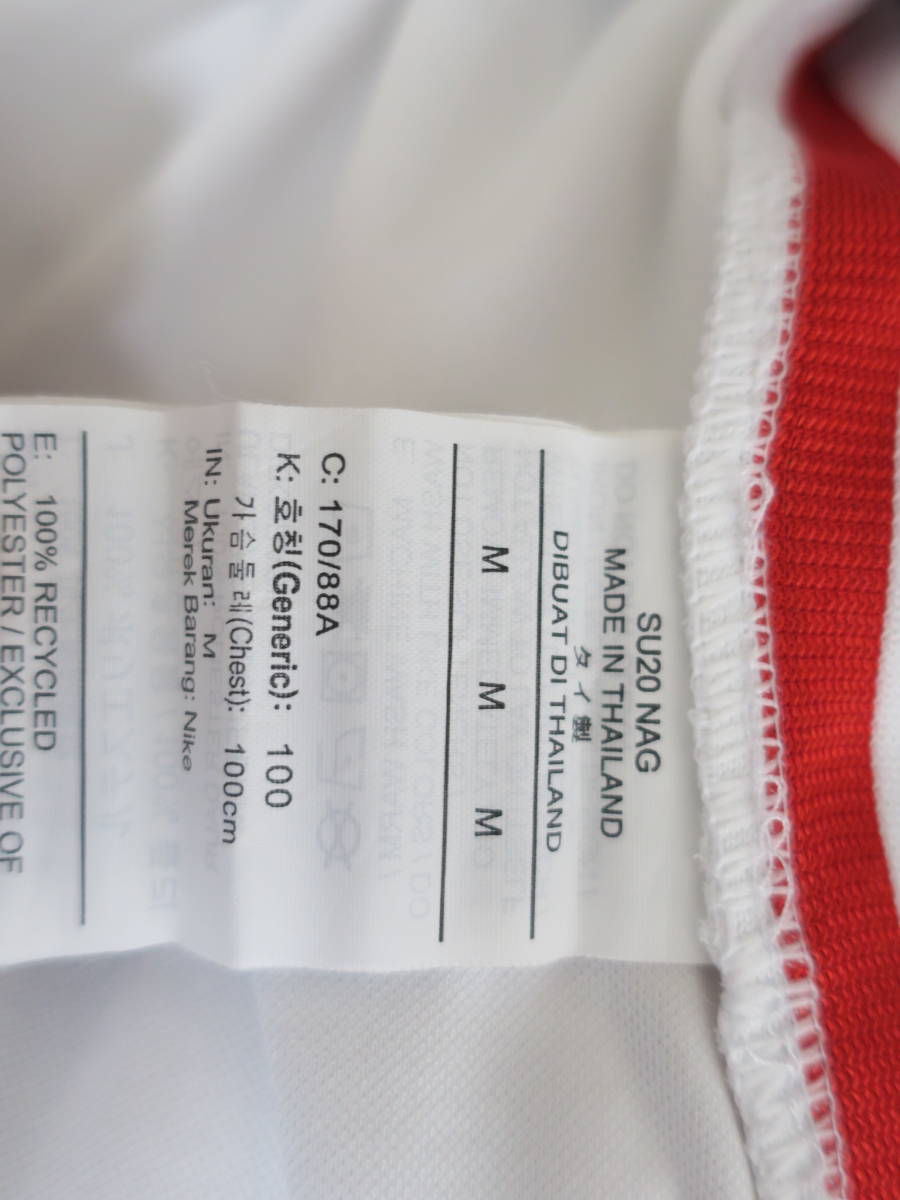 SU20 NAG
MADE IN THAILAND
タイ製
DIBUAT DI THAILAND
M M M
C: 170/88A
K: 호칭(Generic): 100
가슴둘레(Chest): 100cm
IN: Ukuran: M
Merek Barang: Nike
E: 100% RECYCLED
POLYESTER / EXCLUSIVE OF